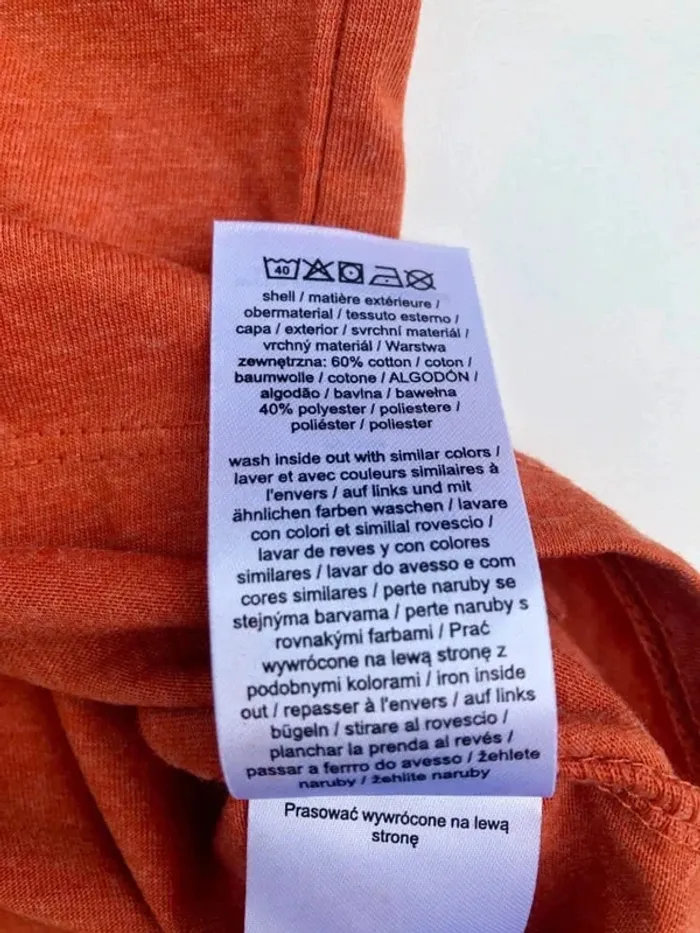 40
shell / matière extérieure /
obermaterial / tessuto esterno /
capa / exterior / svrchní materiál /
vrchný materiál / Warstwa
zewnętrzna: 60% cotton / coton /
baumwolle / cotone / ALGODÓN /
algodão / bavlna / bawełna
40% polyester / poliestere /
poliéster / poliester
wash inside out with similar colors /
laver et avec couleurs similaires à
l'envers / auf links und mit
ähnlichen farben waschen / lavare
con colori et similial rovescio /
lavar de reves y con colores
similares / lavar do avesso e com
cores similares / perte naruby se
stejnýma barvama / perte naruby s
rovnakými farbami / Prać
wywrócone na lewą stronę z
podobnymi kolorami / iron inside
out / repasser à l'envers / auf links
bügeln / stirare al rovescio /
planchar la prenda al revés /
passar a ferrro do avesso / žehlete
naruby / žehlite naruby
Prasować wywrócone na lewą
stronę